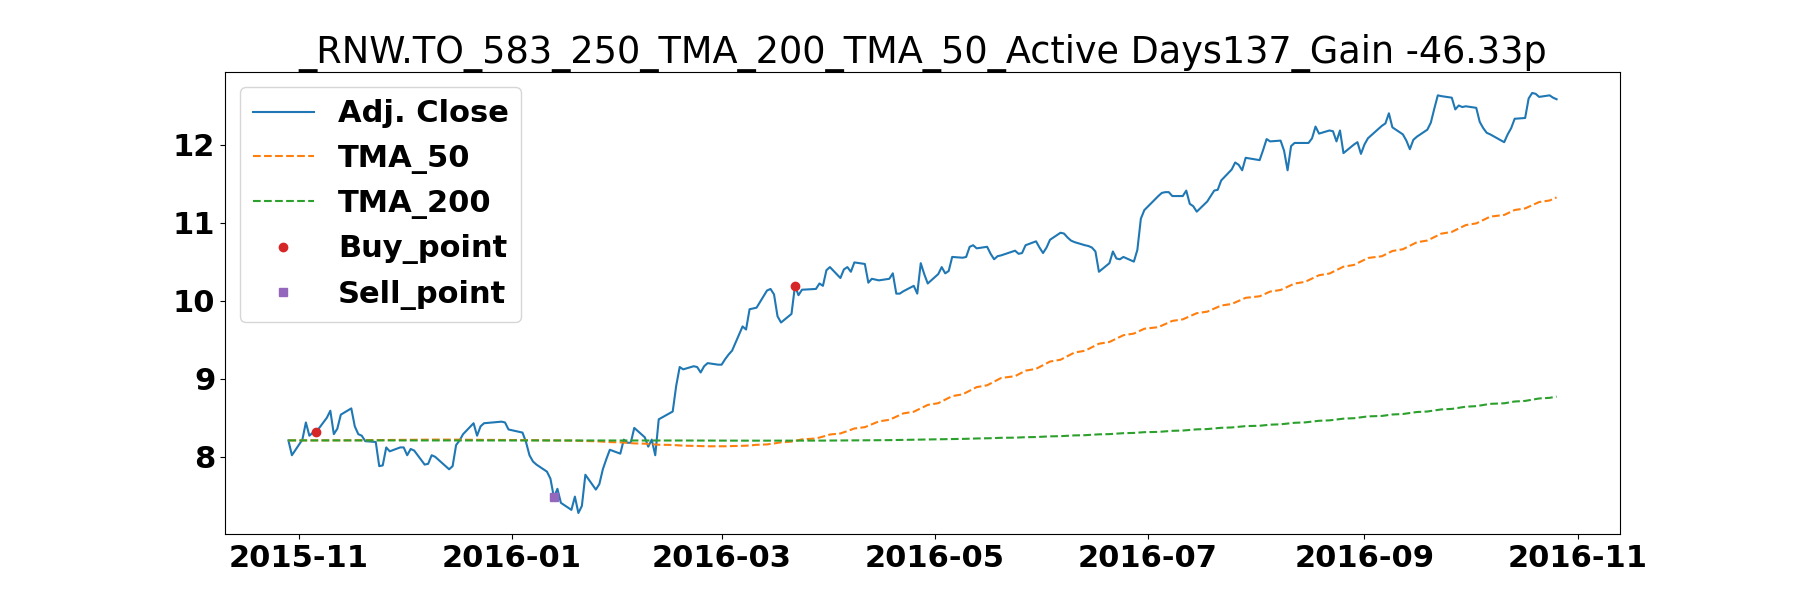 _RNW.TO_583_250_TMA_200_TMA_50_Active Days137_Gain -46.33p
Adj. Close
TMA_50
TMA_200
Buy_point
Sell_point
12
11
10
9
8
2015-11 2016-01 2016-03 2016-05 2016-07 2016-09 2016-11